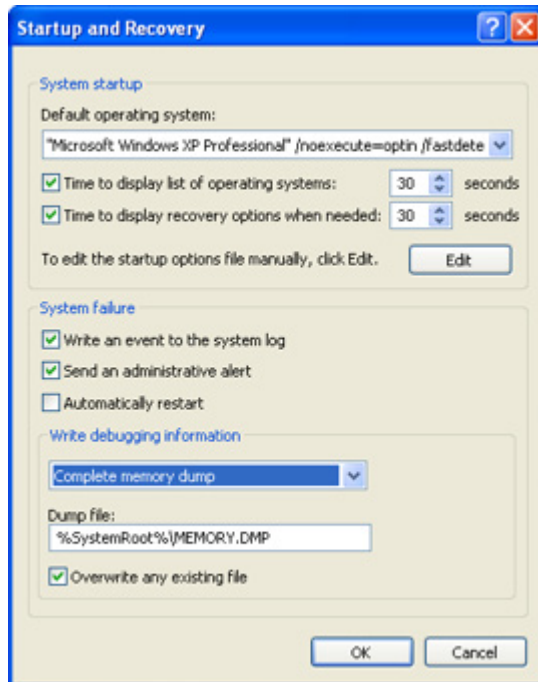 Startup and Recovery
System startup
Default operating system:
"Microsoft Windows XP Professional" /noexecute=optin /fastdete
Time to display list of operating systems: 30 seconds
Time to display recovery options when needed: 30 seconds
To edit the startup options file manually, click Edit. Edit
System failure
Write an event to the system log
Send an administrative alert
Automatically restart
Write debugging information
Complete memory dump
Dump file:
%SystemRoot%\MEMORY.DMP
Overwrite any existing file
OK Cancel